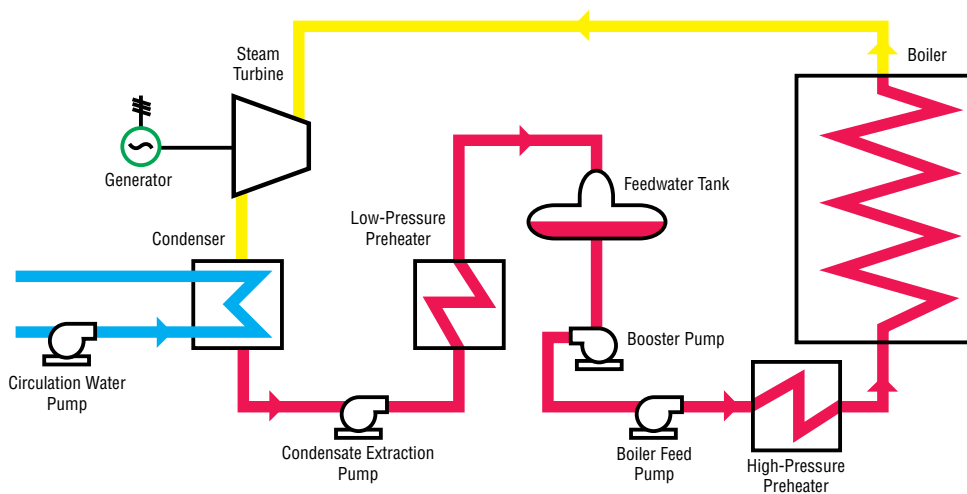 Steam
Turbine
Boiler
Generator
Feedwater Tank
Low-Pressure
Preheater
Condenser
Booster Pump
Circulation Water
Pump
Condensate Extraction
Pump
Boiler Feed
Pump
High-Pressure
Preheater